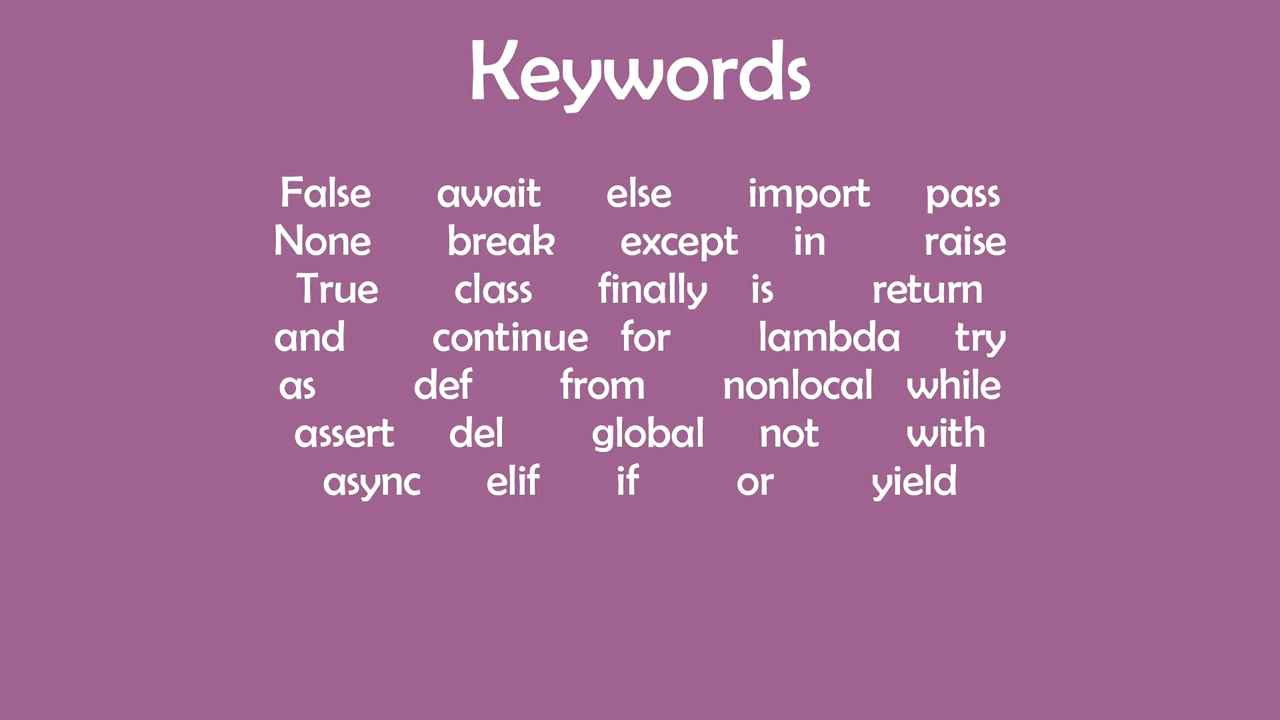 Keywords
False await else import pass
None break except in raise
True class finally is return
and continue for lambda try
as def from nonlocal while
assert del global not with
async elif if or yield